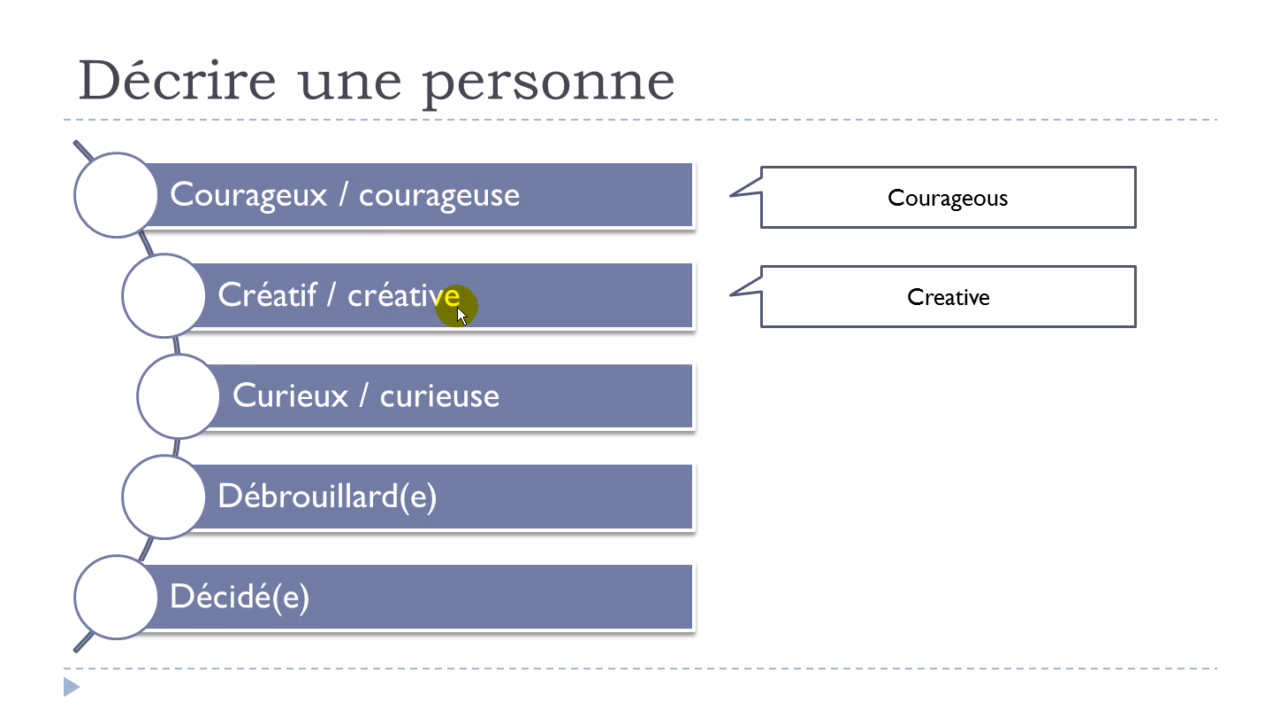 Décrire une personne
Courageux / courageuse
Courageous
Créatif / créative
Creative
Curieux / curieuse
Débrouillard(e)
Décidé(e)